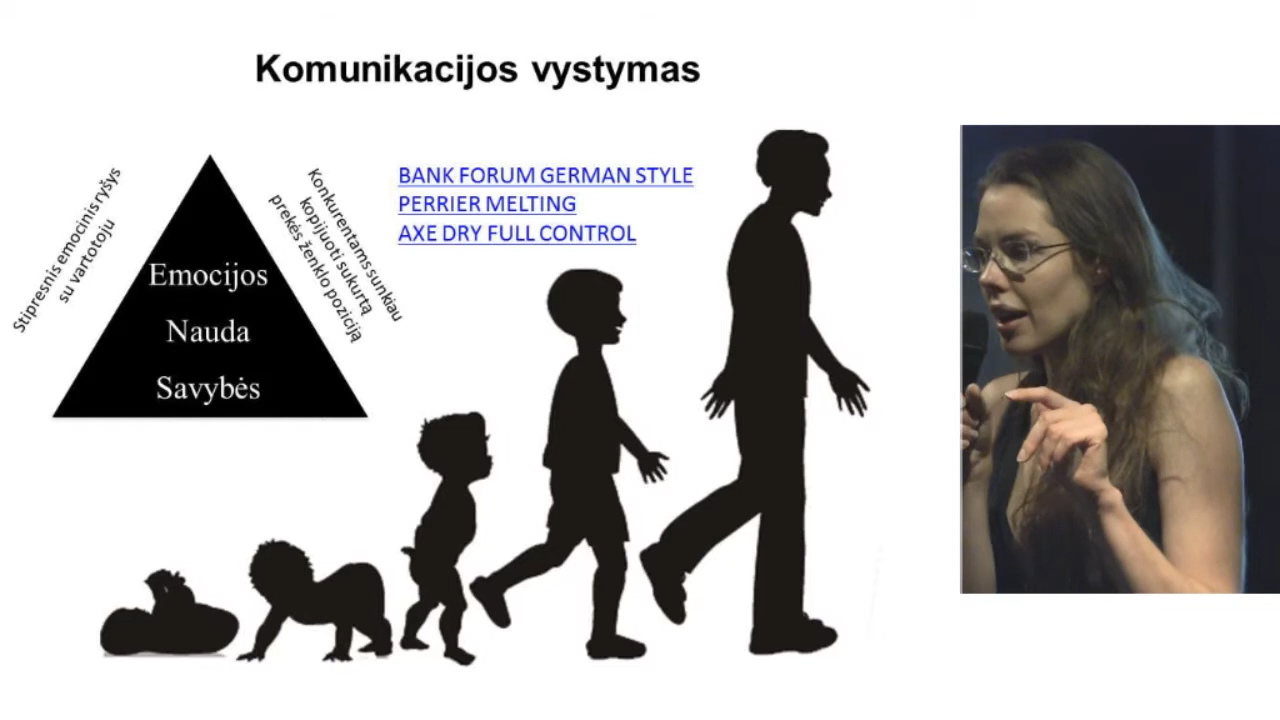 Komunikacijos vystymas
Stipresnis emocinis ryšys
su vartotoju
Emocijos
Nauda
Savybės
Konkurentams sunkiau
kopijuoti sukurtą
prekės ženklo poziciją
BANK FORUM GERMAN STYLE
PERRIER MELTING
AXE DRY FULL CONTROL